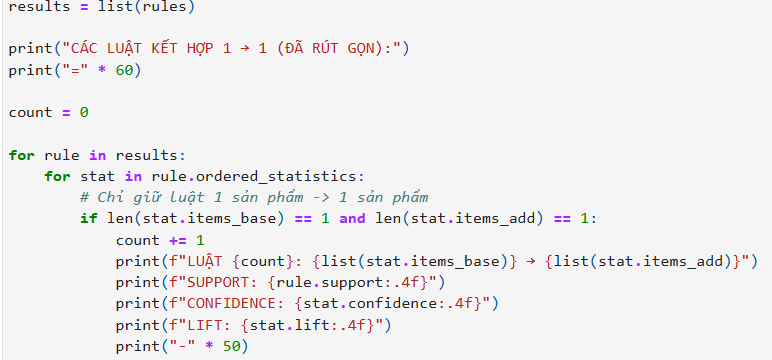 results = list(rules)
print("CÁC LUẬT KẾT HỢP 1 → 1 (ĐÃ RÚT GỌN):")
print("=" * 60)
count = 0
for rule in results:
    for stat in rule.ordered_statistics:
        # Chỉ giữ luật 1 sản phẩm -> 1 sản phẩm
        if len(stat.items_base) == 1 and len(stat.items_add) == 1:
            count += 1
            print(f"LUẬT {count}: {list(stat.items_base)} → {list(stat.items_add)}")
            print(f"SUPPORT: {rule.support:.4f}")
            print(f"CONFIDENCE: {stat.confidence:.4f}")
            print(f"LIFT: {stat.lift:.4f}")
            print("-" * 50)